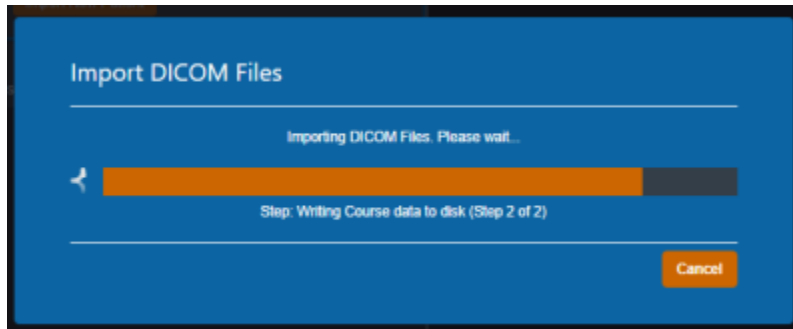 Import DICOM Files
Importing DICOM Files. Please wait...
Step: Writing Course data to disk (Step 2 of 2)
Cancel